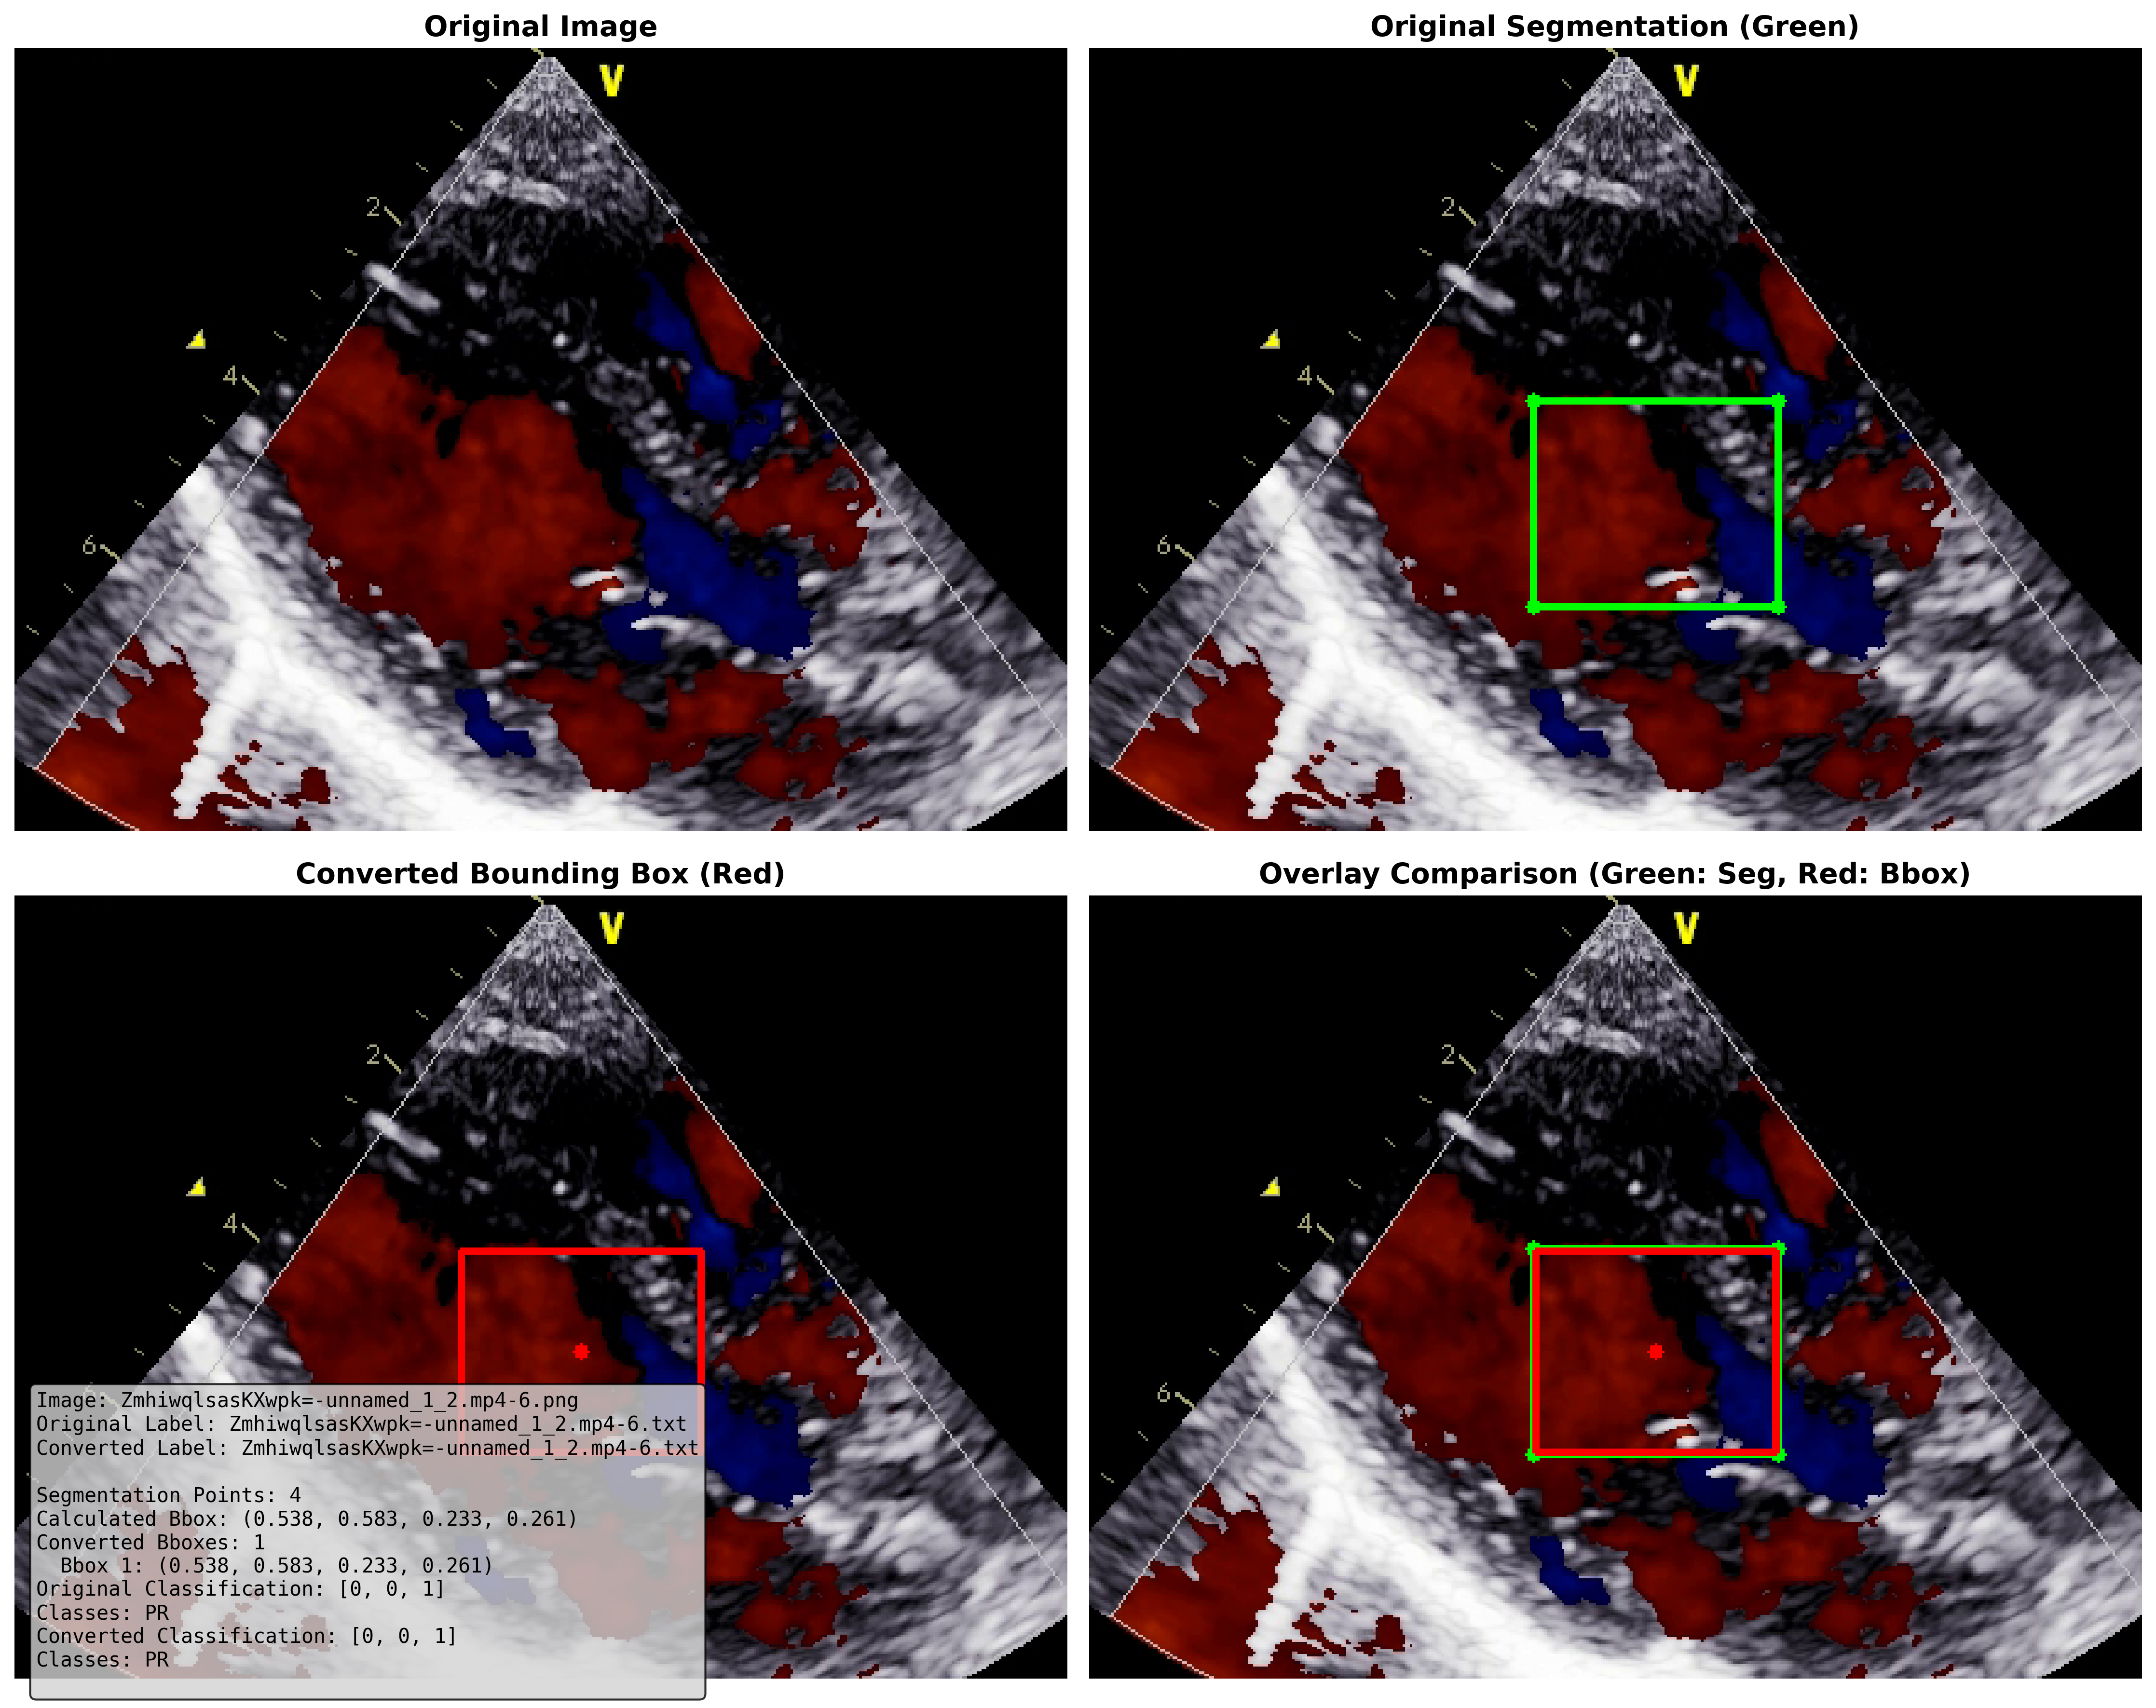 Original Image
V
2
4
6
Original Segmentation (Green)
V
2
4
6
Converted Bounding Box (Red)
V
2
4
Image: ZmhiwqlsasKXwpk=-unnamed_1_2.mp4-6.png
Original Label: ZmhiwqlsasKXwpk=-unnamed_1_2.mp4-6.txt
Converted Label: ZmhiwqlsasKXwpk=-unnamed_1_2.mp4-6.txt
Segmentation Points: 4
Calculated Bbox: (0.538, 0.583, 0.233, 0.261)
Converted Bboxes: 1
Bbox 1: (0.538, 0.583, 0.233, 0.261)
Original Classification: [0, 0, 1]
Classes: PR
Converted Classification: [0, 0, 1]
Classes: PR
Overlay Comparison (Green: Seg, Red: Bbox)
V
2
4
6